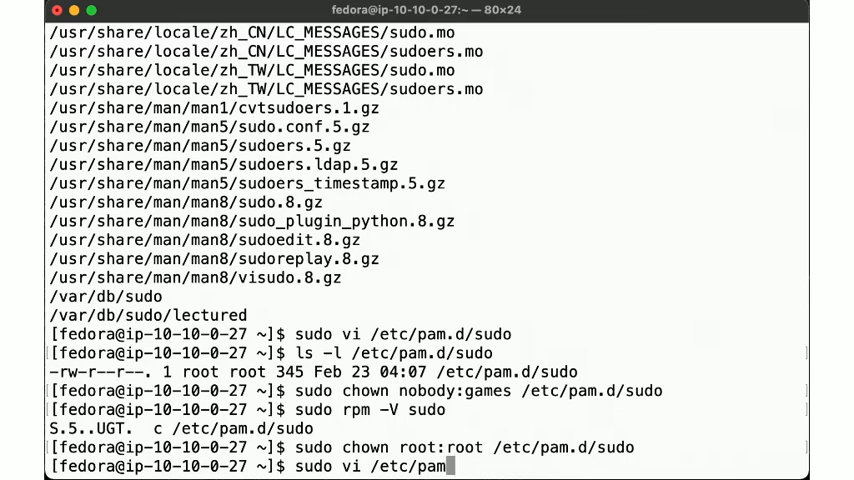 fedora@ip-10-10-0-27:~ — 80×24
/usr/share/locale/zh_CN/LC_MESSAGES/sudo.mo
/usr/share/locale/zh_CN/LC_MESSAGES/sudoers.mo
/usr/share/locale/zh_TW/LC_MESSAGES/sudo.mo
/usr/share/locale/zh_TW/LC_MESSAGES/sudoers.mo
/usr/share/man/man1/cvtsudoers.1.gz
/usr/share/man/man5/sudo.conf.5.gz
/usr/share/man/man5/sudoers.5.gz
/usr/share/man/man5/sudoers.ldap.5.gz
/usr/share/man/man5/sudoers_timestamp.5.gz
/usr/share/man/man8/sudo.8.gz
/usr/share/man/man8/sudo_plugin_python.8.gz
/usr/share/man/man8/sudoedit.8.gz
/usr/share/man/man8/sudoreplay.8.gz
/usr/share/man/man8/visudo.8.gz
/var/db/sudo
/var/db/sudo/lectured
[fedora@ip-10-10-0-27 ~]$ sudo vi /etc/pam.d/sudo
[fedora@ip-10-10-0-27 ~]$ ls -l /etc/pam.d/sudo
-rw-r--r--. 1 root root 345 Feb 23 04:07 /etc/pam.d/sudo
[fedora@ip-10-10-0-27 ~]$ sudo chown nobody:games /etc/pam.d/sudo
[fedora@ip-10-10-0-27 ~]$ sudo rpm -V sudo
S.5..UGT.  c /etc/pam.d/sudo
[fedora@ip-10-10-0-27 ~]$ sudo chown root:root /etc/pam.d/sudo
[fedora@ip-10-10-0-27 ~]$ sudo vi /etc/pam